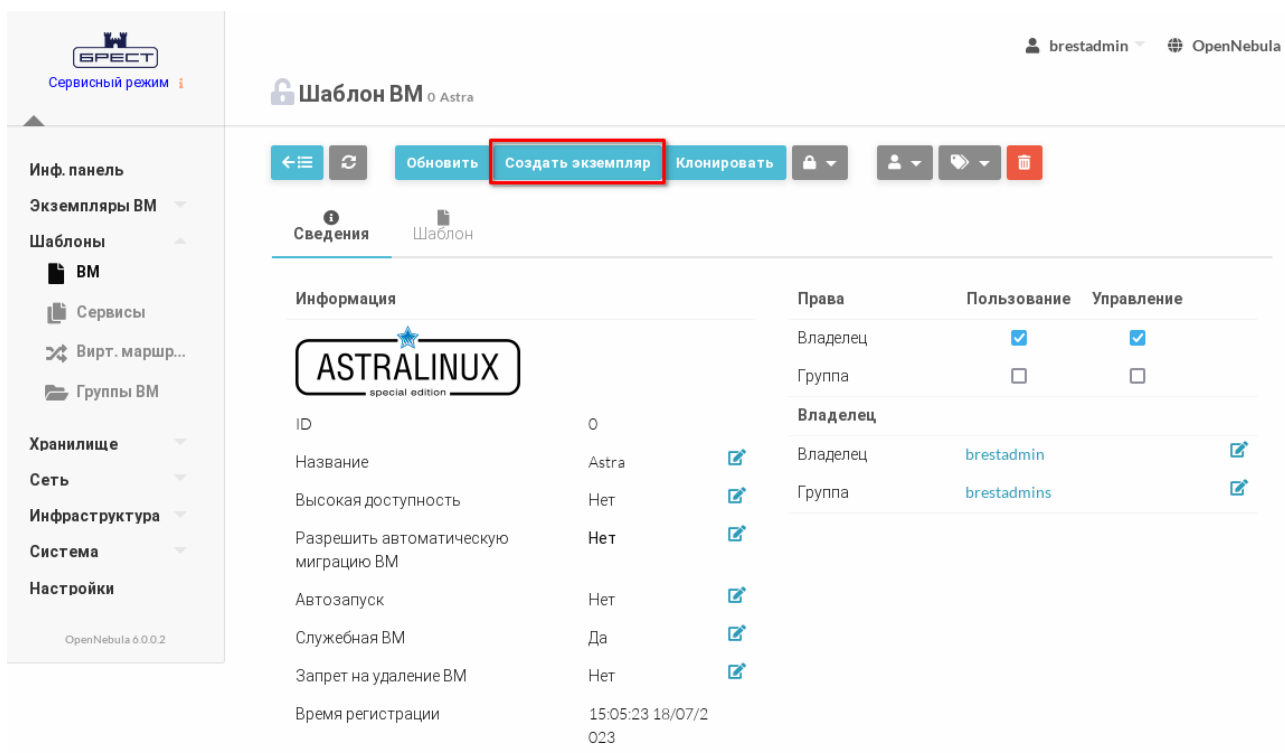 БРЕСТ
Сервисный режим i
brestadmin
OpenNebula
Шаблон ВМ 0 Astra
Обновить
Создать экземпляр
Клонировать
Инф. панель
Экземпляры ВМ
Шаблоны
ВМ
Сервисы
Вирт. маршр...
Группы ВМ
Хранилище
Сеть
Инфраструктура
Система
Настройки
OpenNebula 6.0.0.2
Сведения
Шаблон
Информация
ASTRALINUX
special edition
ID 0
Название Astra
Высокая доступность Нет
Разрешить автоматическую Нет
миграцию ВМ
Автозапуск Нет
Служебная ВМ Да
Запрет на удаление ВМ Нет
Время регистрации 15:05:23 18/07/2
023
Права Пользование Управление
Владелец
Группа
Владелец
Владелец brestadmin
Группа brestadmins